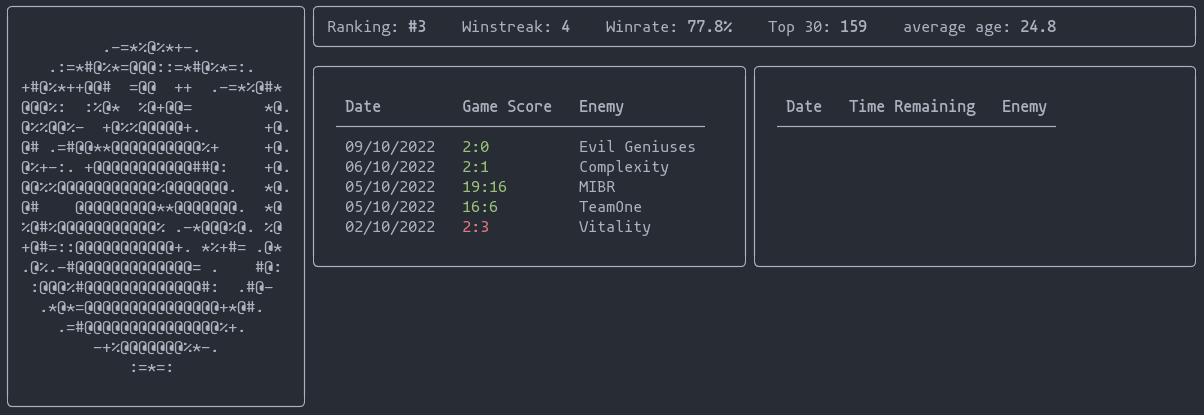 Ranking: #3 Winstreak: 4 Winrate: 77.8% Top 30: 159 average age: 24.8
Date Game Score Enemy
09/10/2022 2:0 Evil Geniuses
06/10/2022 2:1 Complexity
05/10/2022 19:16 MIBR
05/10/2022 16:6 TeamOne
02/10/2022 2:3 Vitality
Date Time Remaining Enemy